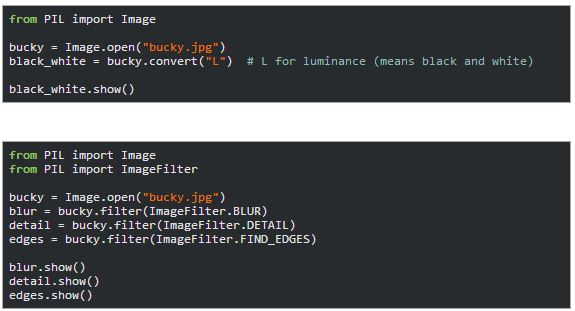 from PIL import Image
bucky = Image.open("bucky.jpg")
black_white = bucky.convert("L")  # L for luminance (means black and white)
black_white.show()
from PIL import Image
from PIL import ImageFilter
bucky = Image.open("bucky.jpg")
blur = bucky.filter(ImageFilter.BLUR)
detail = bucky.filter(ImageFilter.DETAIL)
edges = bucky.filter(ImageFilter.FIND_EDGES)
blur.show()
detail.show()
edges.show()